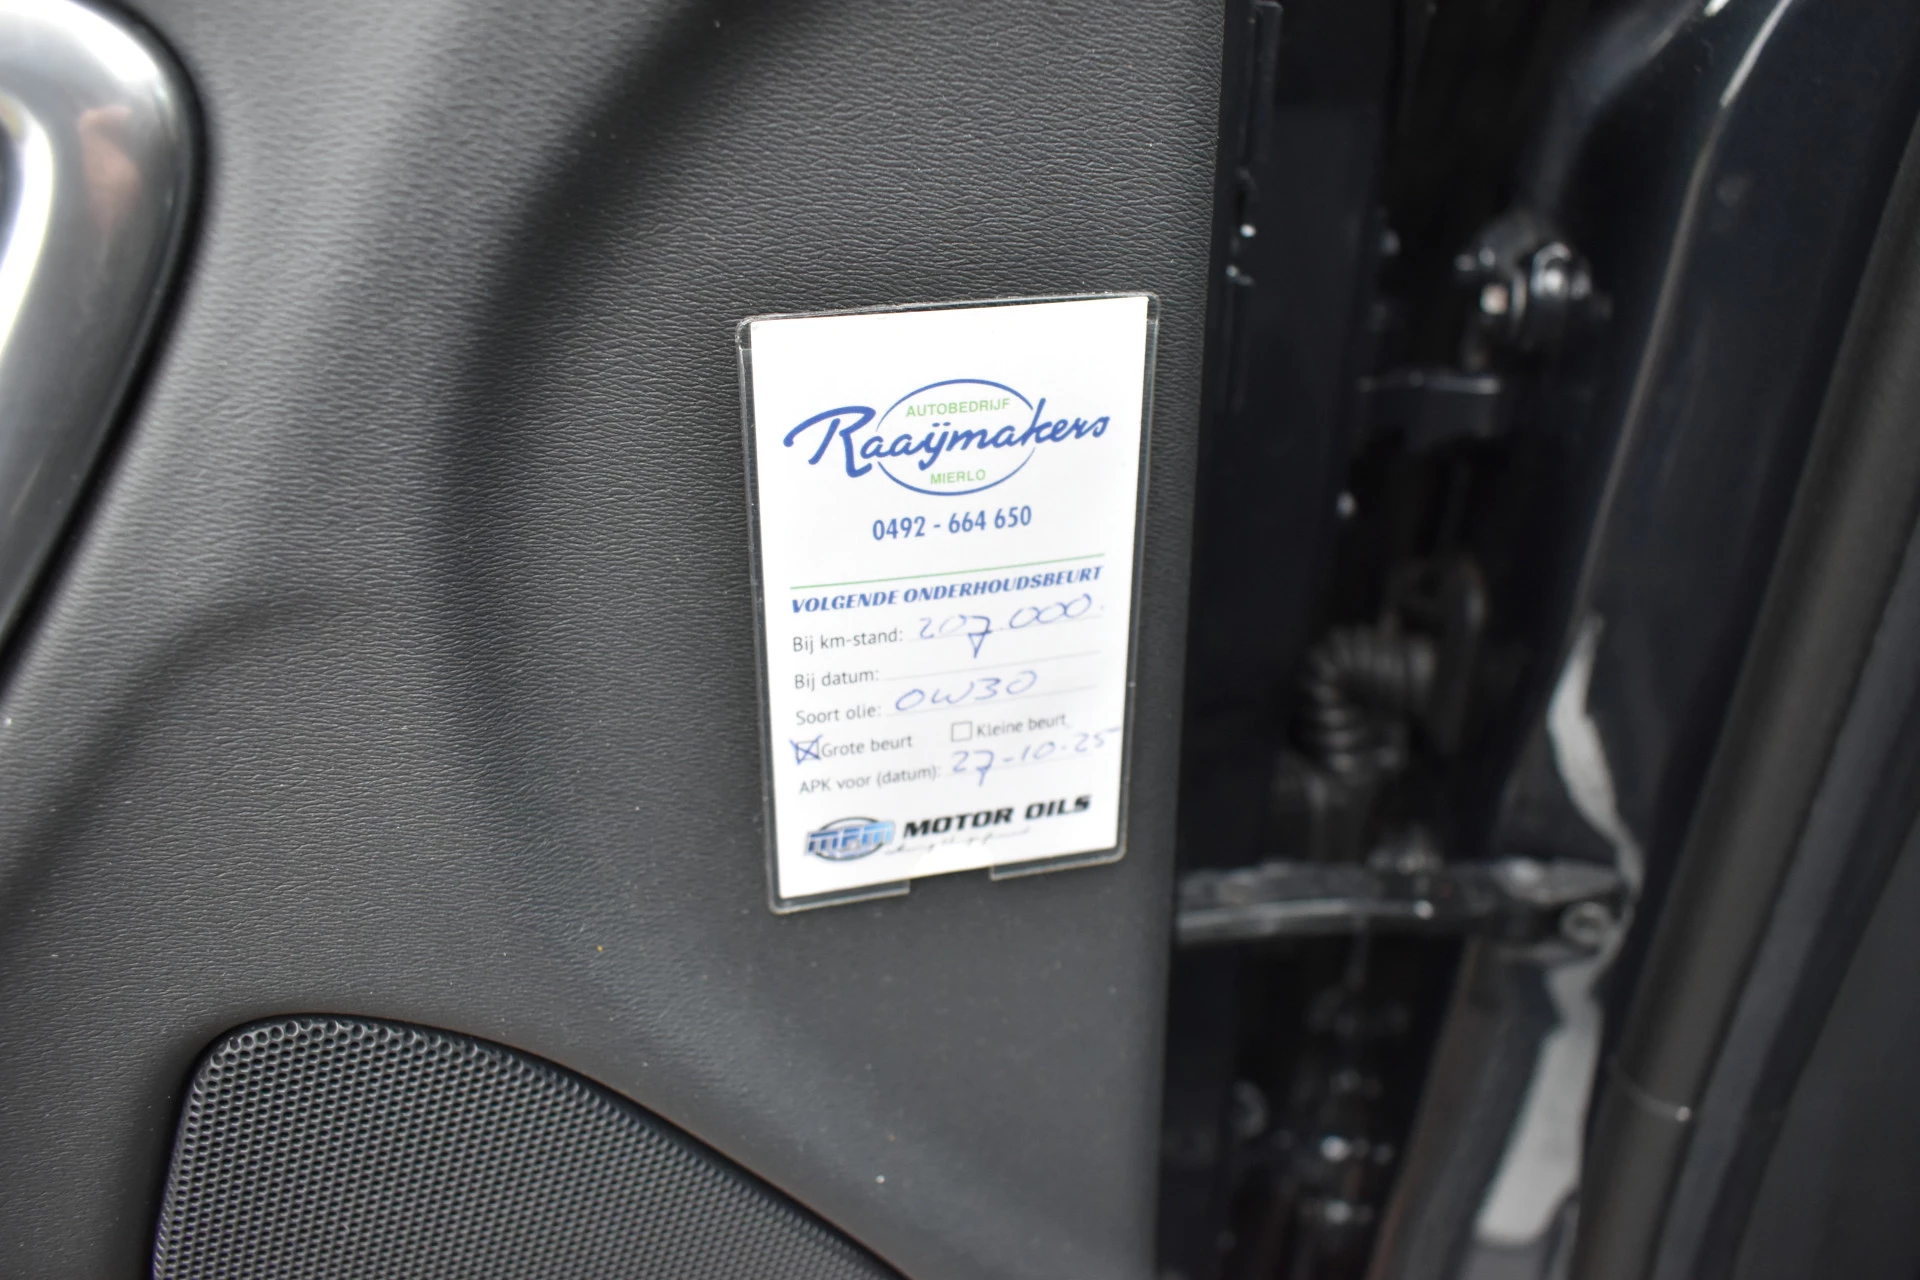 AUTOBEDRIJF
Raaijmakers
MIERLO
0492 - 664 650
VOLGENDE ONDERHOUDSBEURT
Bij km-stand: 207.000.
Bij datum:
Soort olie: 0W30
Grote beurt Kleine beurt
APK voor (datum): 27-10-25
MPM MOTOR OILS